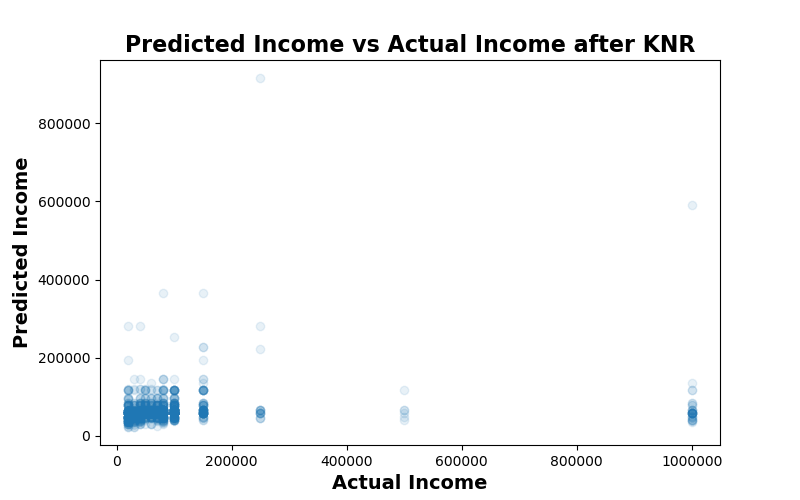 Predicted Income vs Actual Income after KNR
Predicted Income
800000
600000
400000
200000
0
0 200000 400000 600000 800000 1000000
Actual Income